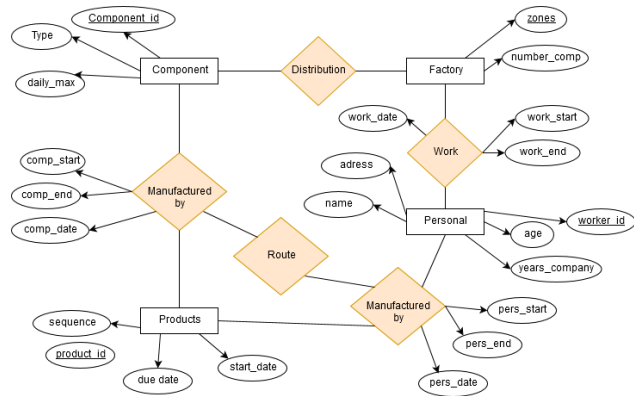 Component_id
zones
Type
Component
Distribution
Factory
number_comp
daily_max
work_date
work_start
comp_start
adress
Work
work_end
comp_end
Manufactured
by
name
Personal
worker_id
comp_date
age
Route
years_company
Manufactured
by
pers_start
sequence
Products
pers_end
product_id
start_date
due date
pers_date